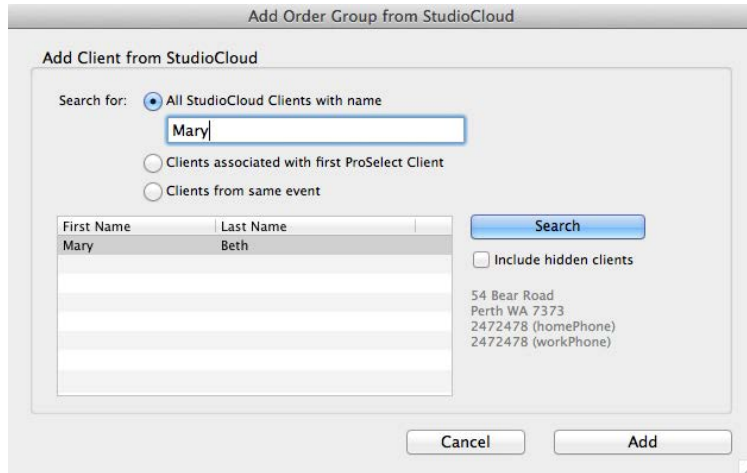 Add Order Group from StudioCloud
Add Client from StudioCloud
Search for: All StudioCloud Clients with name
Mary
Clients associated with first ProSelect Client
Clients from same event
First Name Last Name
Mary Beth
Search
Include hidden clients
54 Bear Road
Perth WA 7373
2472478 (homePhone)
2472478 (workPhone)
Cancel Add